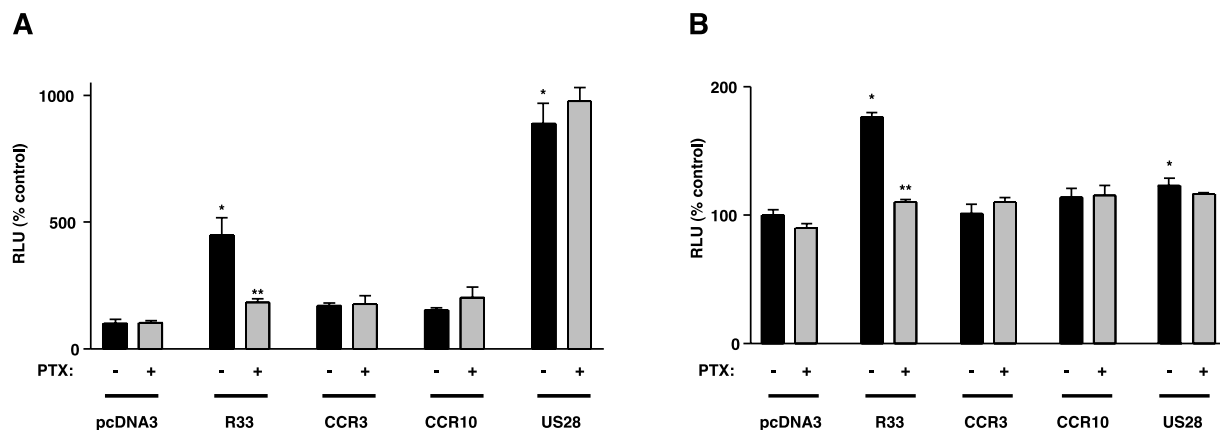 A
RLU (% control)
1000
500
0
*
**
*
PTX: - + - + - + - + - +
pcDNA3 R33 CCR3 CCR10 US28
B
RLU (% control)
200
100
0
*
**
*
PTX: - + - + - + - + - +
pcDNA3 R33 CCR3 CCR10 US28